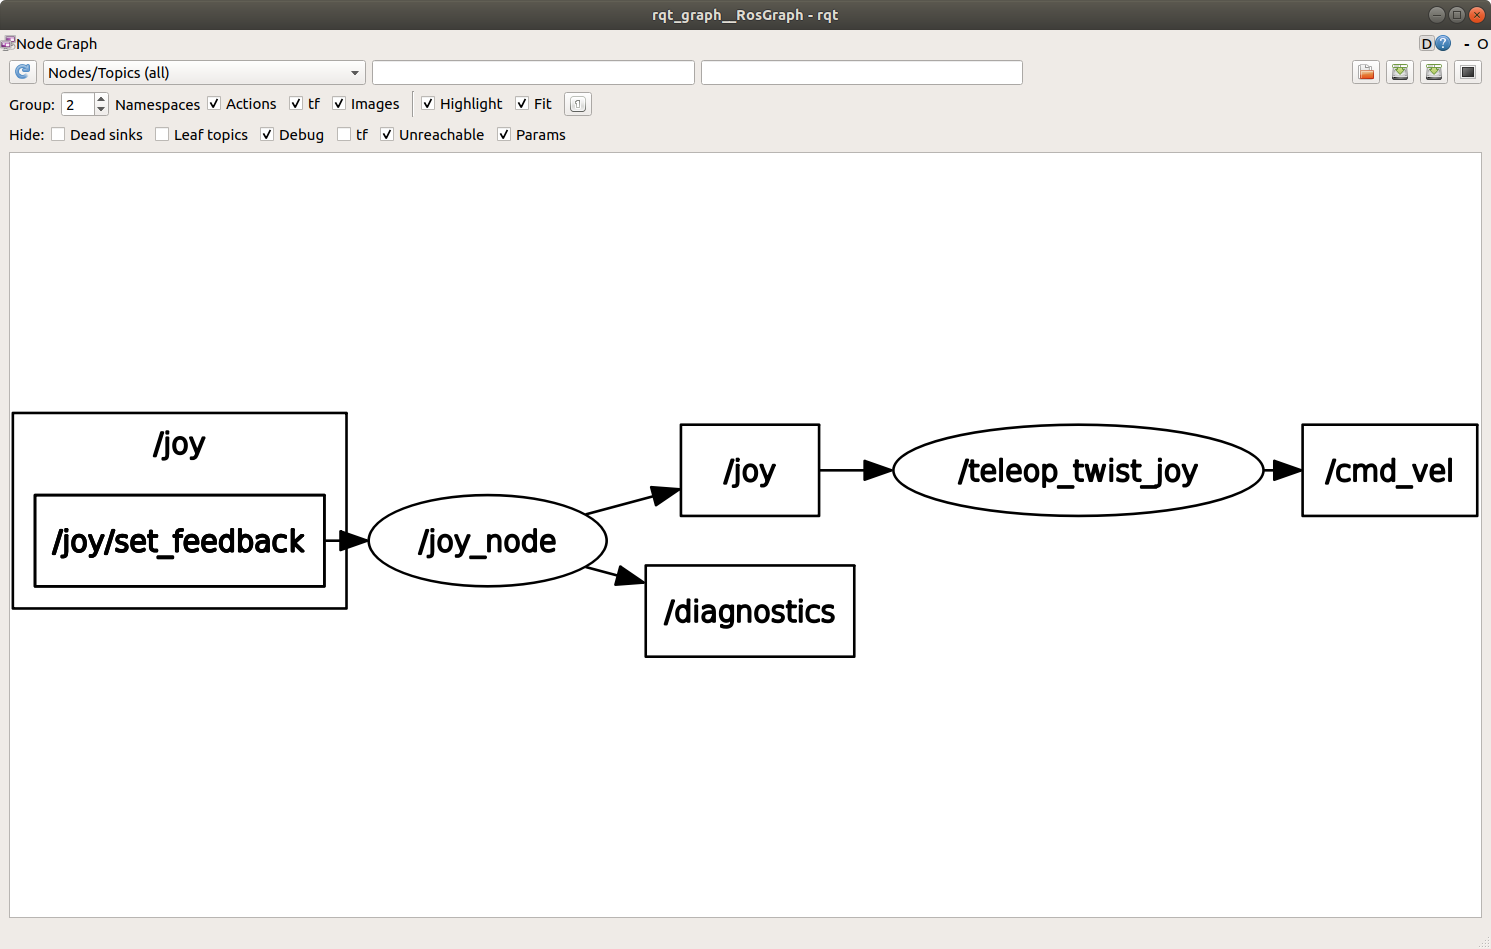 rqt_graph__RosGraph - rqt
Node Graph
D ? - O
Nodes/Topics (all)
Group: 2 Namespaces Actions tf Images Highlight Fit
Hide: Dead sinks Leaf topics Debug tf Unreachable Params
/joy
/joy/set_feedback
/joy_node
/joy
/diagnostics
/teleop_twist_joy
/cmd_vel